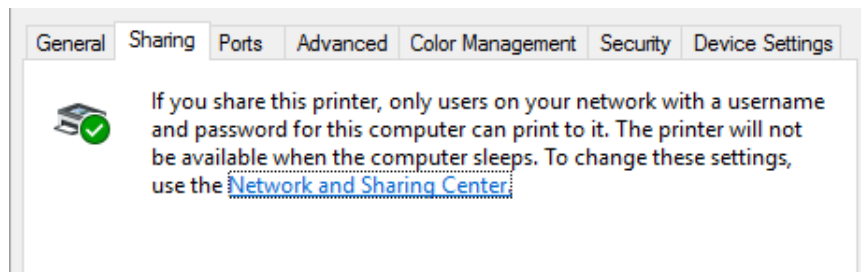 General Sharing Ports Advanced Color Management Security Device Settings
If you share this printer, only users on your network with a username
and password for this computer can print to it. The printer will not
be available when the computer sleeps. To change these settings,
use the Network and Sharing Center.